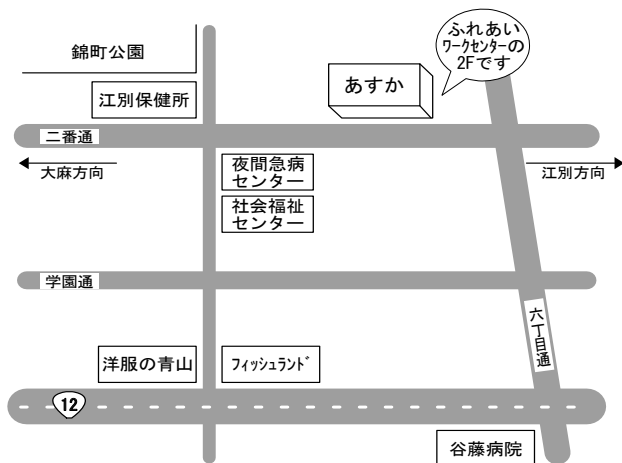 錦町公園
ふれあい
ワークセンターの
2Fです
あすか
江別保健所
二番通
大麻方向
江別方向
夜間急病
センター
社会福祉
センター
学園通
六丁目通
洋服の青山
フィッシュランド
12
谷藤病院